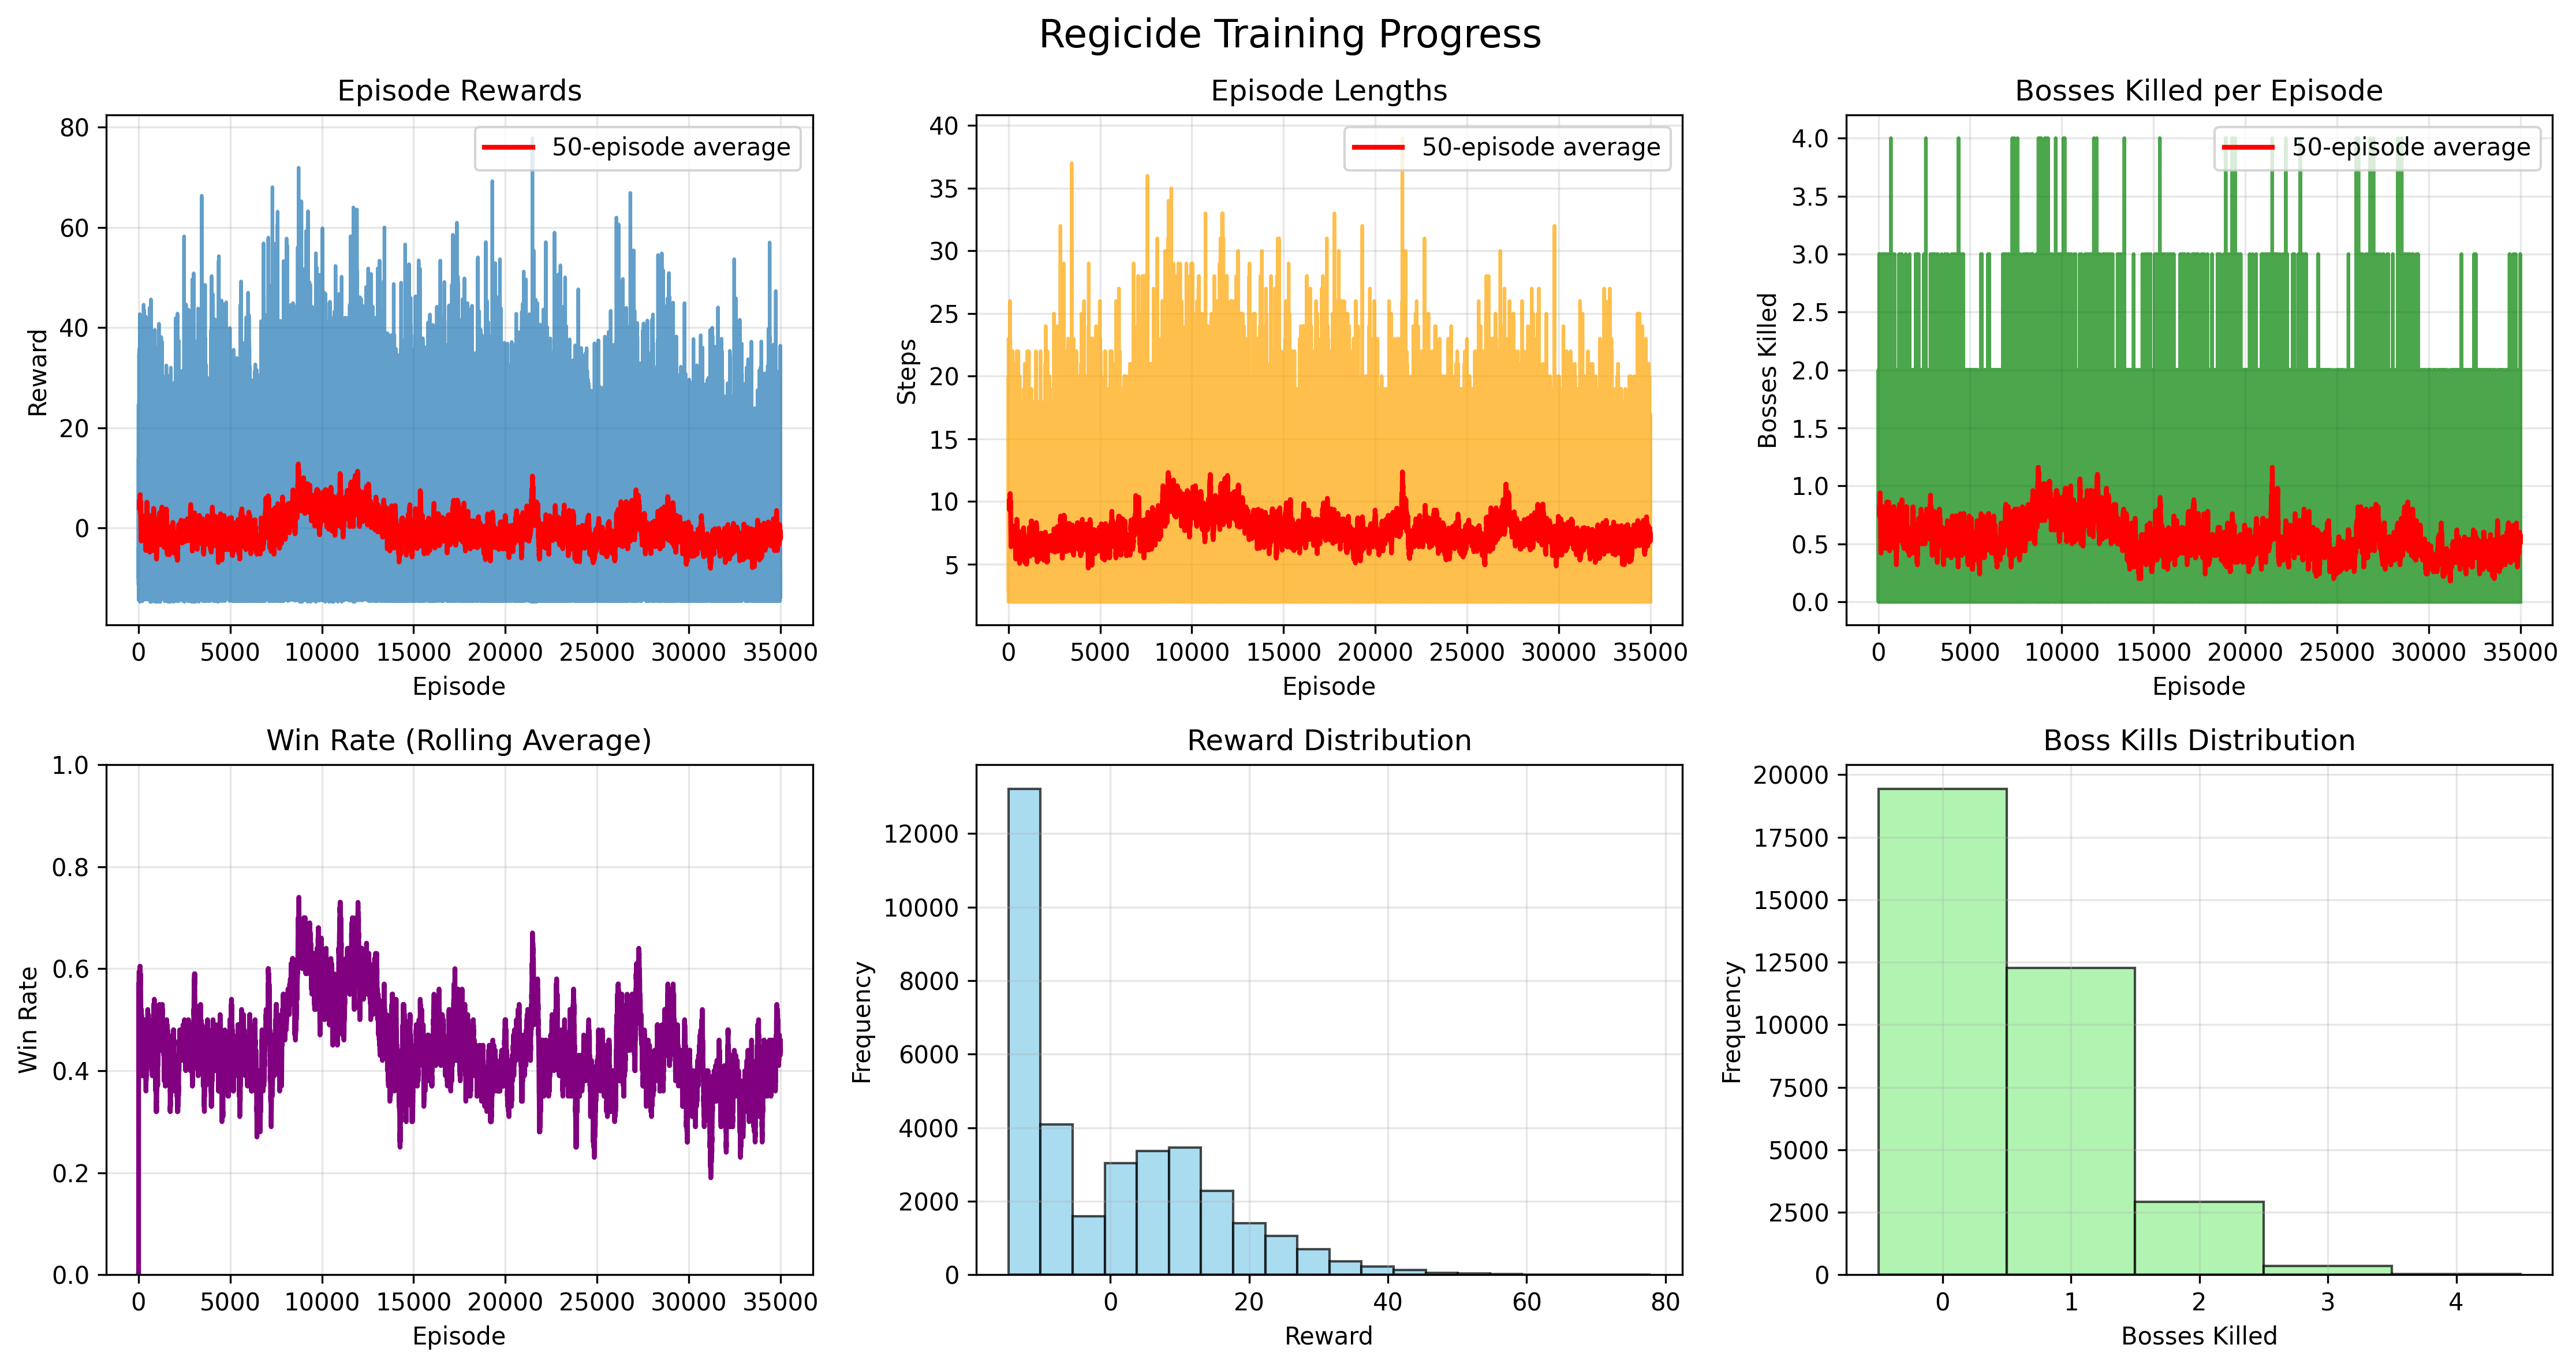 Regicide Training Progress
Episode Rewards
80
60
40
20
0
Reward
50-episode average
0 5000 10000 15000 20000 25000 30000 35000
Episode
Episode Lengths
40
35
30
25
20
15
10
5
Steps
50-episode average
0 5000 10000 15000 20000 25000 30000 35000
Episode
Bosses Killed per Episode
4.0
3.5
3.0
2.5
2.0
1.5
1.0
0.5
0.0
Bosses Killed
50-episode average
0 5000 10000 15000 20000 25000 30000 35000
Episode
Win Rate (Rolling Average)
1.0
0.8
0.6
0.4
0.2
0.0
Win Rate
0 5000 10000 15000 20000 25000 30000 35000
Episode
Reward Distribution
12000
10000
8000
6000
4000
2000
0
Frequency
0 20 40 60 80
Reward
Boss Kills Distribution
20000
17500
15000
12500
10000
7500
5000
2500
0
Frequency
0 1 2 3 4
Bosses Killed